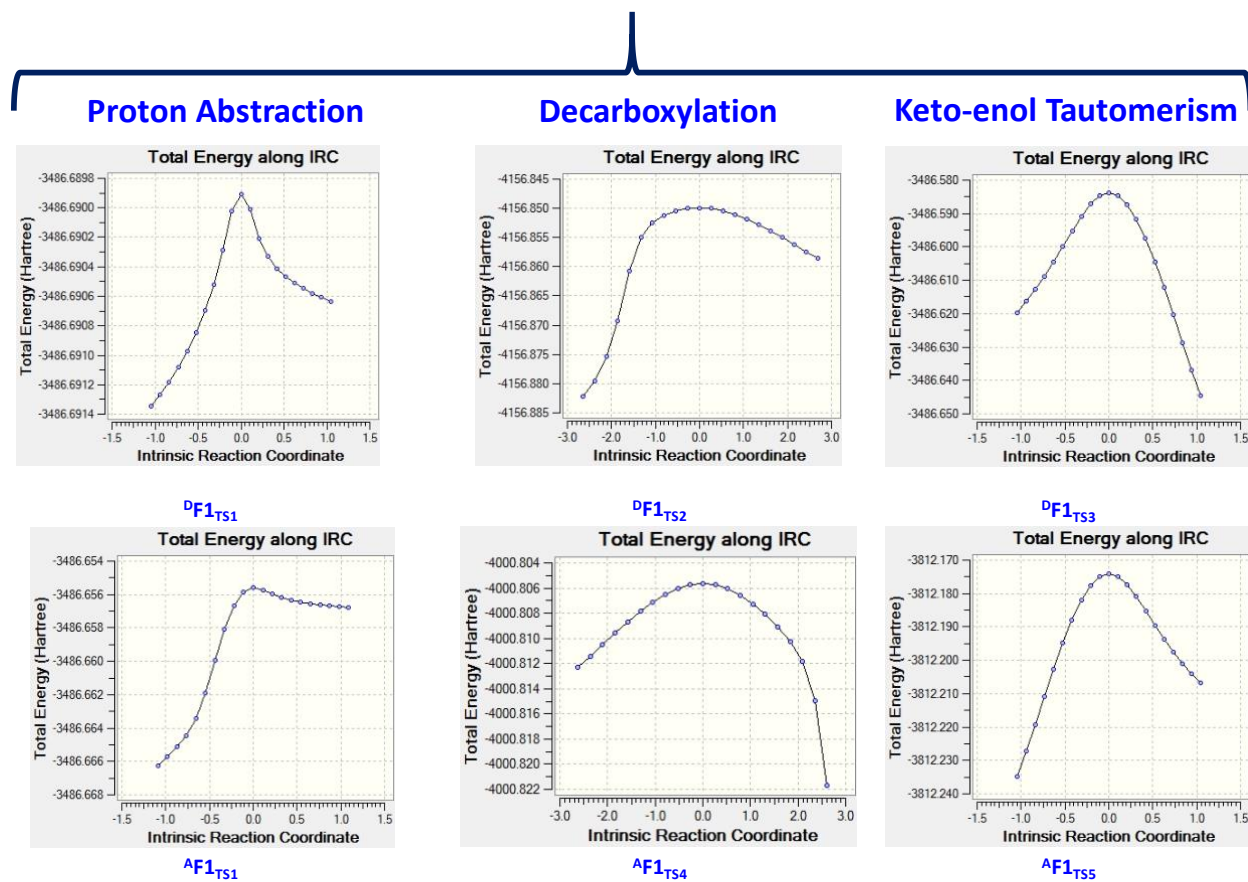 Proton Abstraction
Decarboxylation
Keto-enol Tautomerism
Total Energy along IRC
Total Energy (Hartree)
-3486.6898
-3486.6900
-3486.6902
-3486.6904
-3486.6906
-3486.6908
-3486.6910
-3486.6912
-3486.6914
-1.5 -1.0 -0.5 0.0 0.5 1.0 1.5
Intrinsic Reaction Coordinate
Total Energy along IRC
Total Energy (Hartree)
-4156.845
-4156.850
-4156.855
-4156.860
-4156.865
-4156.870
-4156.875
-4156.880
-4156.885
-3.0 -2.0 -1.0 0.0 1.0 2.0 3.0
Intrinsic Reaction Coordinate
Total Energy along IRC
Total Energy (Hartree)
-3486.580
-3486.590
-3486.600
-3486.610
-3486.620
-3486.630
-3486.640
-3486.650
-1.5 -1.0 -0.5 0.0 0.5 1.0 1.5
Intrinsic Reaction Coordinate
DF1TS1
DF1TS2
DF1TS3
Total Energy along IRC
Total Energy (Hartree)
-3486.654
-3486.656
-3486.658
-3486.660
-3486.662
-3486.664
-3486.666
-3486.668
-1.5 -1.0 -0.5 0.0 0.5 1.0 1.5
Intrinsic Reaction Coordinate
Total Energy along IRC
Total Energy (Hartree)
-4000.804
-4000.806
-4000.808
-4000.810
-4000.812
-4000.814
-4000.816
-4000.818
-4000.820
-4000.822
-3.0 -2.0 -1.0 0.0 1.0 2.0 3.0
Intrinsic Reaction Coordinate
Total Energy along IRC
Total Energy (Hartree)
-3812.170
-3812.180
-3812.190
-3812.200
-3812.210
-3812.220
-3812.230
-3812.240
-1.5 -1.0 -0.5 0.0 0.5 1.0 1.5
Intrinsic Reaction Coordinate
AF1TS1
AF1TS4
AF1TS5